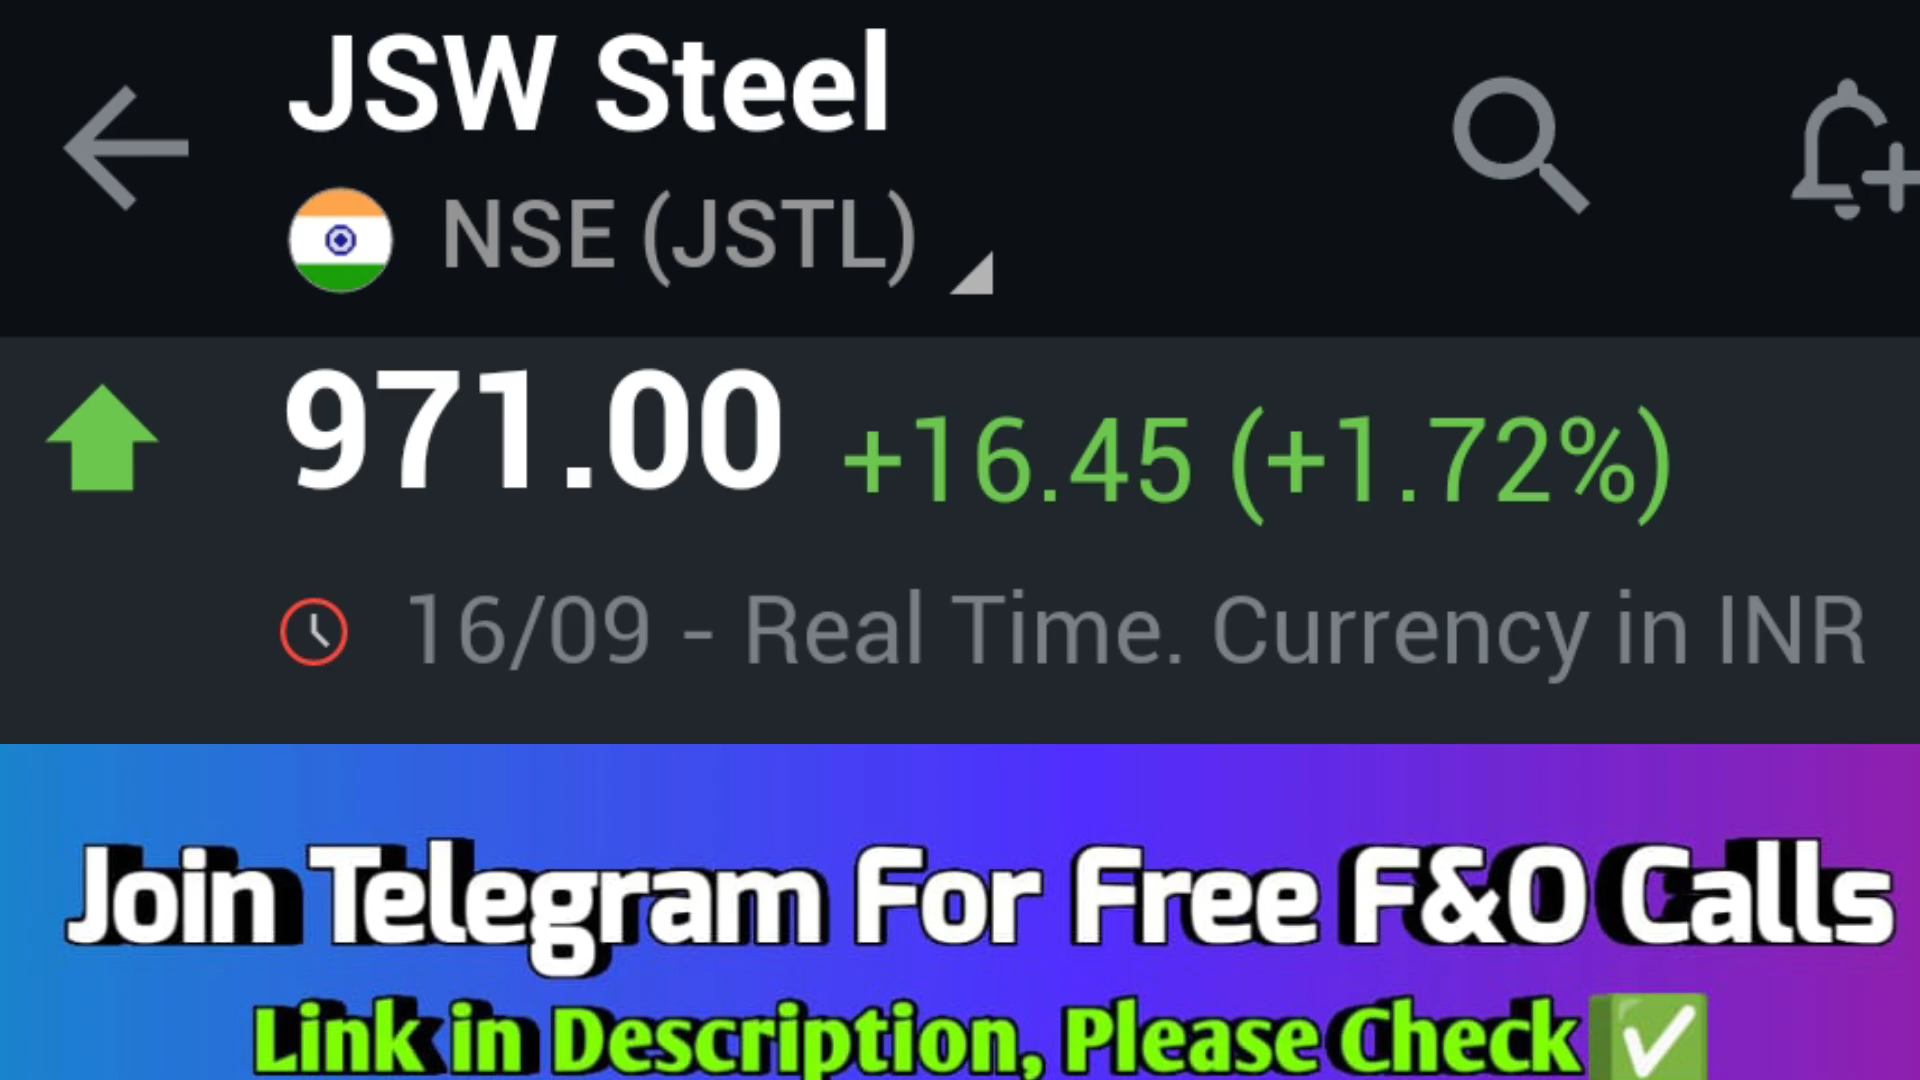 JSW Steel
NSE (JSTL)
971.00 +16.45 (+1.72%)
16/09 - Real Time. Currency in INR
Join Telegram For Free F&O Calls
Link in Description, Please Check ✅